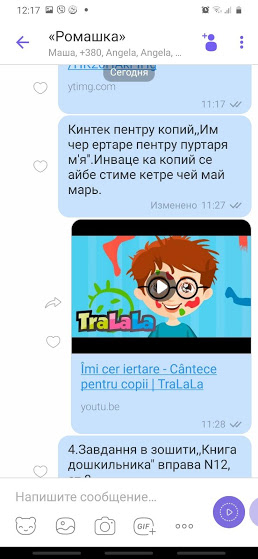 12:17
«Ромашка»
Маша, +380, Angela, Angela, ...
Сегодня
ytimg.com
11:17
Кинтек пентру копий,,Им
чер ертаре пентру пуртаря
м'я".Инваце ка копий се
айбе стиме кетре чей май
марь.
Изменено 11:27
TraLaLa
Îmi cer iertare - Cântece
pentru copii | TraLaLa
youtu.be
11:28
4.Завдання в зошити,,Книга
дошкільника" вправа N12,
Напишите сообщение...
GIF+